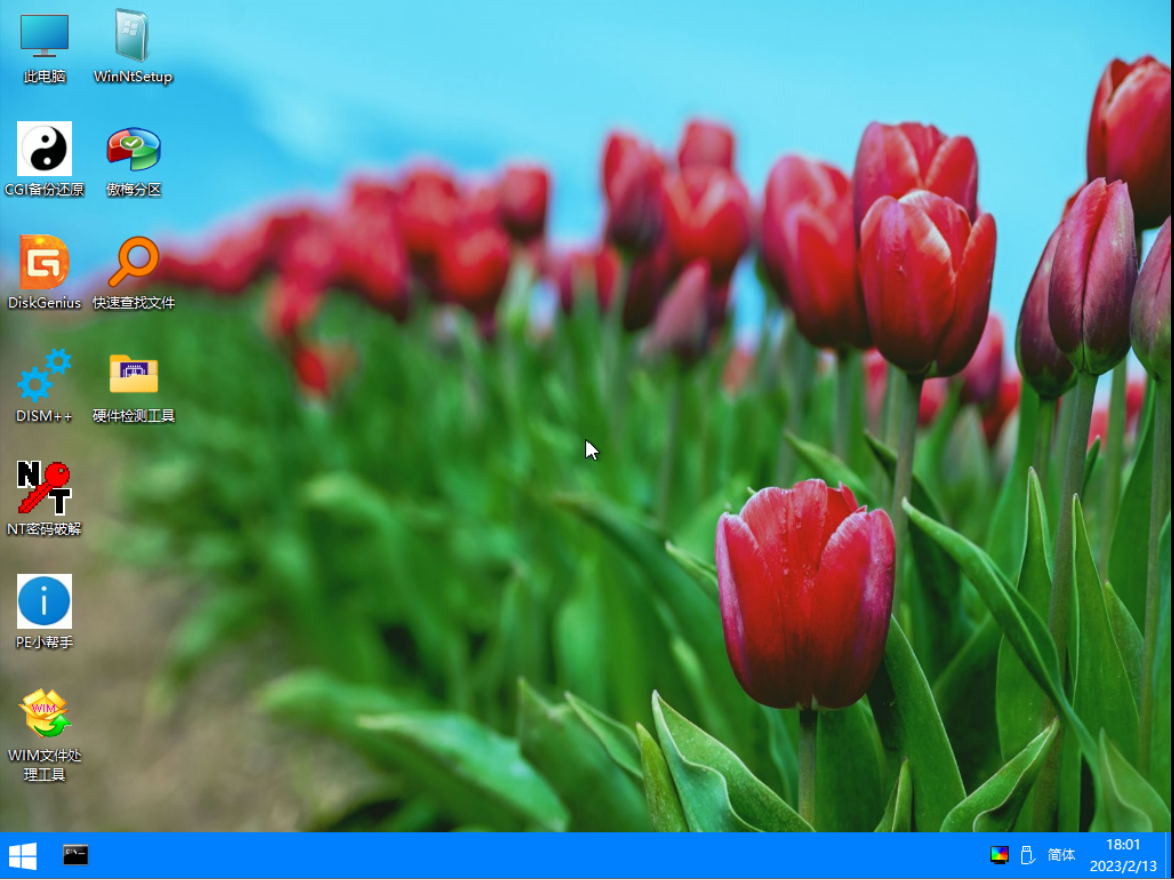 此电脑
WinNtSetup
CGI备份还原
傲梅分区
DiskGenius
快速查找文件
DISM++
硬件检测工具
NT密码破解
PE小帮手
WIM
WIM文件处
理工具
简体
18:01
2023/2/13